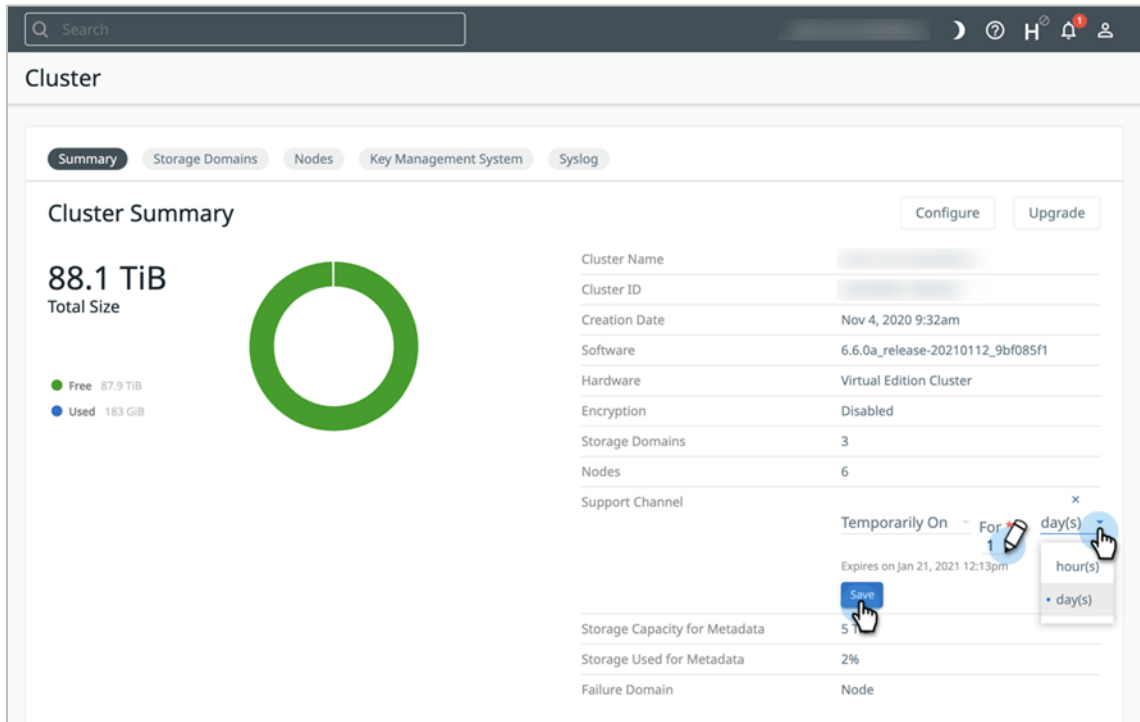 Search
H
1
Cluster
Summary Storage Domains Nodes Key Management System Syslog
Cluster Summary
Configure Upgrade
88.1 TiB
Total Size
Free 87.9 TiB
Used 183 GiB
Cluster Name
Cluster ID
Creation Date Nov 4, 2020 9:32am
Software 6.6.0a_release-20210112_9bf085f1
Hardware Virtual Edition Cluster
Encryption Disabled
Storage Domains 3
Nodes 6
Support Channel
Temporarily On For * day(s)
1
Expires on Jan 21, 2021 12:13pm
hour(s)
day(s)
Save
Storage Capacity for Metadata 5
Storage Used for Metadata 2%
Failure Domain Node